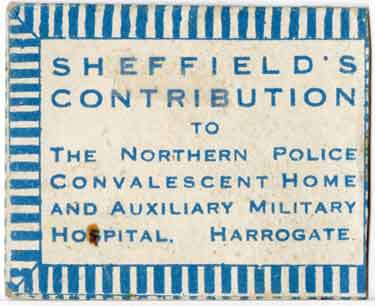 SHEFFIELD'S
CONTRIBUTION
TO
THE NORTHERN POLICE
CONVALESCENT HOME
AND AUXILIARY MILITARY
HOSPITAL. HARROGATE